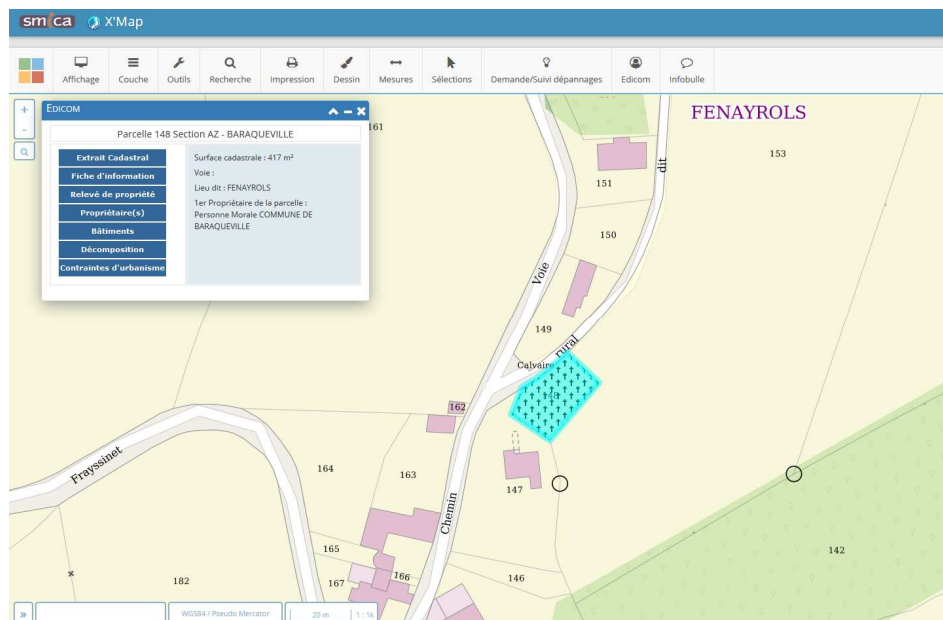 smica X'Map
Affichage Couche Outils Recherche Impression Dessin Mesures Sélections Demande/Suivi dépannages Edicom Infobulle
+
-
EDICOM
Parcelle 148 Section AZ - BARAQUEVILLE
Extrait Cadastral
Fiche d'information
Relevé de propriété
Propriétaire(s)
Bâtiments
Décomposition
Contraintes d'urbanisme
Surface cadastrale : 417 m²
Voie :
Lieu dit : FENAYROLS
1er Propriétaire de la parcelle :
Personne Morale COMMUNE DE
BARAQUEVILLE
161
FENAYROLS
153
dit
151
150
Voie
149
rural
Calvaire
148
162
164
163
Frayssinet
147
Chemin
142
165
166
146
182
167
»
WGS84 / Pseudo Mercator
20 m
1 : 1k